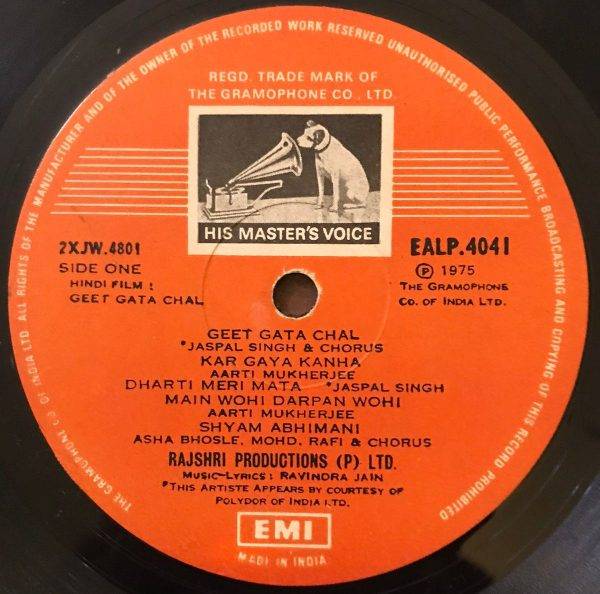 THE GRAMOPHONE CO OF INDIA LTD. ALL RIGHTS OF THE MANUFACTURER AND OF THE OWNER OF THE RECORDED WORK RESERVED UNAUTHORISED PUBLIC PERFORMANCE BROADCASTING AND COPYING OF THIS RECORD PROHIBITED
REGD. TRADE MARK OF
THE GRAMOPHONE CO., LTD.
HIS MASTER'S VOICE
2XJW.4801
SIDE ONE
HINDI FILM :
GEET GATA CHAL
EALP.4041
Ⓟ 1975
THE GRAMOPHONE
CO. OF INDIA LTD.
GEET GATA CHAL
*JASPAL SINGH & CHORUS
KAR GAYA KANHA
AARTI MUKHERJEE
DHARTI MERI MATA *JASPAL SINGH
MAIN WOHI DARPAN WOHI
AARTI MUKHERJEE
SHYAM ABHIMANI
ASHA BHOSLE, MOHD. RAFI & CHORUS
RAJSHRI PRODUCTIONS (P) LTD.
MUSIC-LYRICS : RAVINDRA JAIN
*THIS ARTISTE APPEARS BY COURTESY OF
POLYDOR OF INDIA LTD.
EMI
MADE IN INDIA